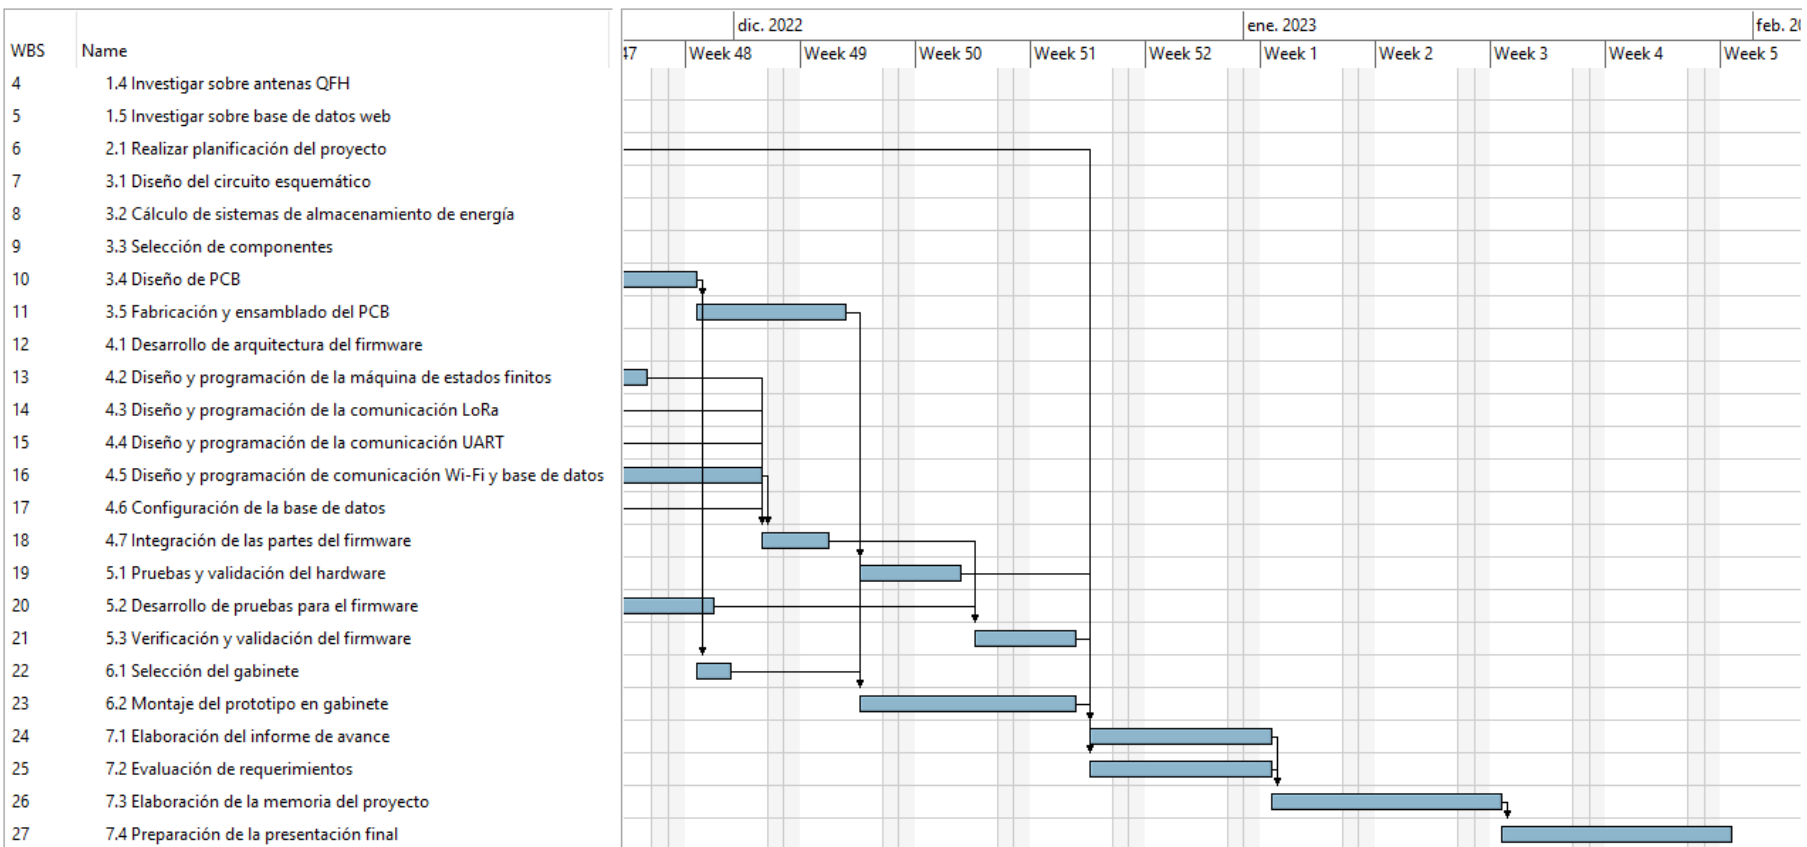 dic. 2022 ene. 2023 feb. 20
WBS Name 47 Week 48 Week 49 Week 50 Week 51 Week 52 Week 1 Week 2 Week 3 Week 4 Week 5
4 1.4 Investigar sobre antenas QFH
5 1.5 Investigar sobre base de datos web
6 2.1 Realizar planificación del proyecto
7 3.1 Diseño del circuito esquemático
8 3.2 Cálculo de sistemas de almacenamiento de energía
9 3.3 Selección de componentes
10 3.4 Diseño de PCB
11 3.5 Fabricación y ensamblado del PCB
12 4.1 Desarrollo de arquitectura del firmware
13 4.2 Diseño y programación de la máquina de estados finitos
14 4.3 Diseño y programación de la comunicación LoRa
15 4.4 Diseño y programación de la comunicación UART
16 4.5 Diseño y programación de comunicación Wi-Fi y base de datos
17 4.6 Configuración de la base de datos
18 4.7 Integración de las partes del firmware
19 5.1 Pruebas y validación del hardware
20 5.2 Desarrollo de pruebas para el firmware
21 5.3 Verificación y validación del firmware
22 6.1 Selección del gabinete
23 6.2 Montaje del prototipo en gabinete
24 7.1 Elaboración del informe de avance
25 7.2 Evaluación de requerimientos
26 7.3 Elaboración de la memoria del proyecto
27 7.4 Preparación de la presentación final